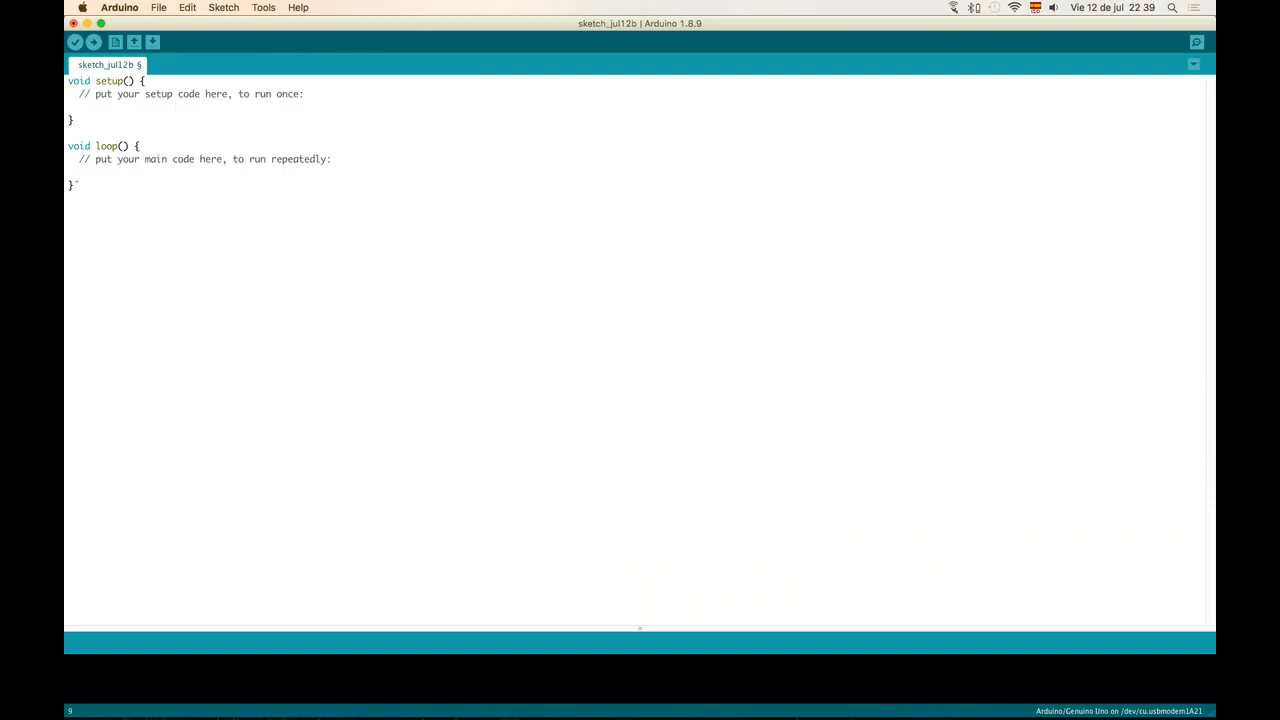 Arduino File Edit Sketch Tools Help Vie 12 de jul 22 39
sketch_jul12b | Arduino 1.8.9
sketch_jul12b §
void setup() {
  // put your setup code here, to run once:
}
void loop() {
  // put your main code here, to run repeatedly:
}
9 Arduino/Genuino Uno on /dev/cu.usbmodem1A21